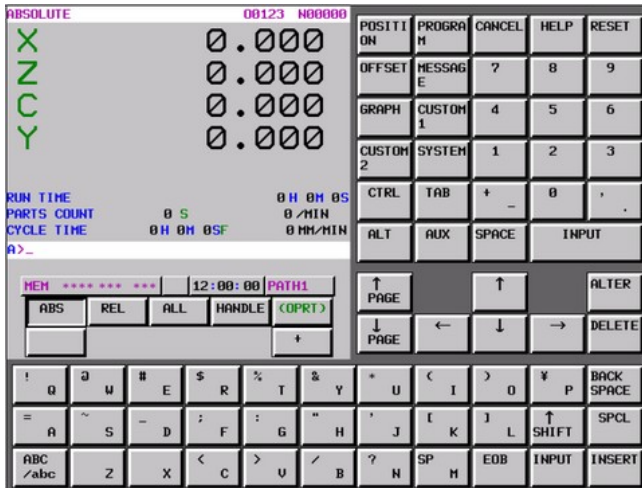 ABSOLUTE O0123 N00000
X 0.000
Z 0.000
C 0.000
Y 0.000
RUN TIME 0H 0M 0S
PARTS COUNT 0 S 0 /MIN
CYCLE TIME 0H 0M 0SF 0 MM/MIN
A>_
MEM **** *** *** 12:00:00 PATH1
ABS REL ALL HANDLE (OPRT)
+
POSITI
ON PROGRA
M CANCEL HELP RESET
OFFSET MESSAG
E 7 8 9
GRAPH CUSTOM
1 4 5 6
CUSTOM
2 SYSTEM 1 2 3
CTRL TAB + _ 0 , .
ALT AUX SPACE INPUT
↑
PAGE ↑ ALTER
↓
PAGE ← ↓ → DELETE
! Q @ W # E $ R % T & Y * U ( I ) O ¥ P BACK
SPACE
= A ~ S _ D ; F : G " H ' J [ K ] L ↑
SHIFT SPCL
ABC
/abc Z X < C > V / B ? N SP M EOB INPUT INSERT